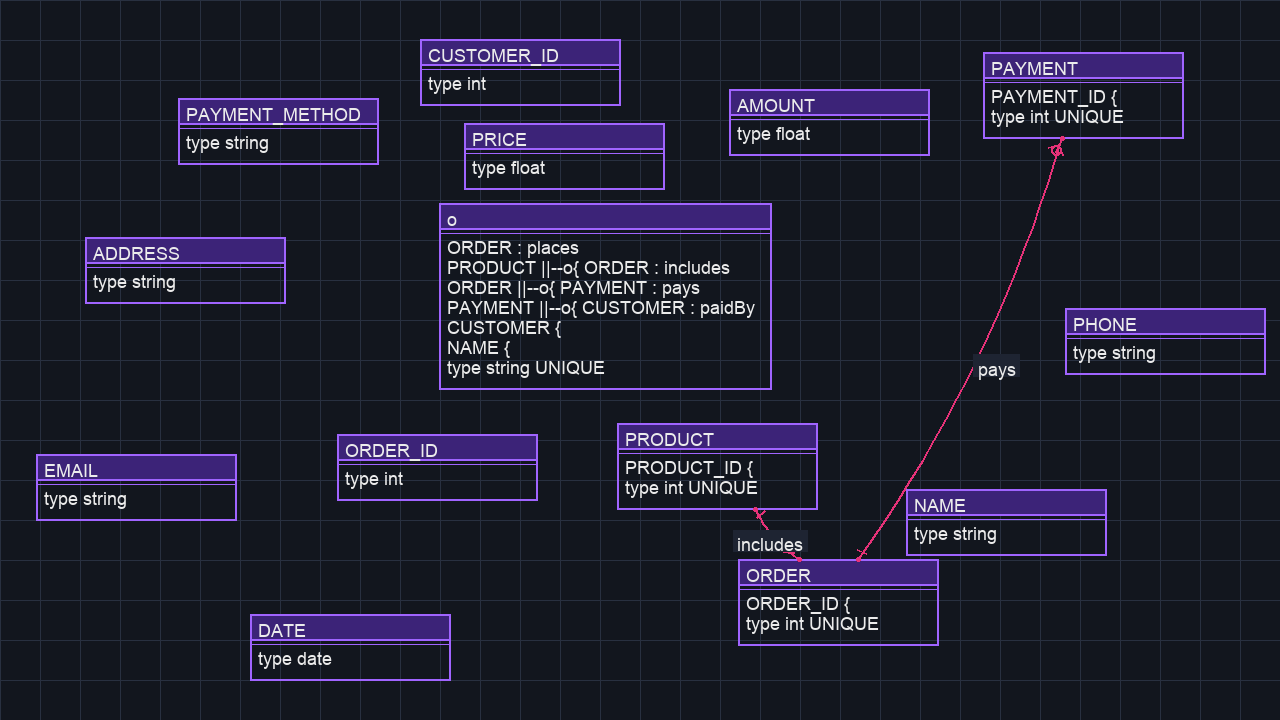 CUSTOMER_ID
type int
PAYMENT
PAYMENT_ID {
type int UNIQUE
PAYMENT_METHOD
type string
AMOUNT
type float
PRICE
type float
o
ORDER : places
PRODUCT ||--o{ ORDER : includes
ORDER ||--o{ PAYMENT : pays
PAYMENT ||--o{ CUSTOMER : paidBy
CUSTOMER {
NAME {
type string UNIQUE
ADDRESS
type string
PHONE
type string
pays
PRODUCT
PRODUCT_ID {
type int UNIQUE
ORDER_ID
type int
EMAIL
type string
NAME
type string
includes
ORDER
ORDER_ID {
type int UNIQUE
DATE
type date